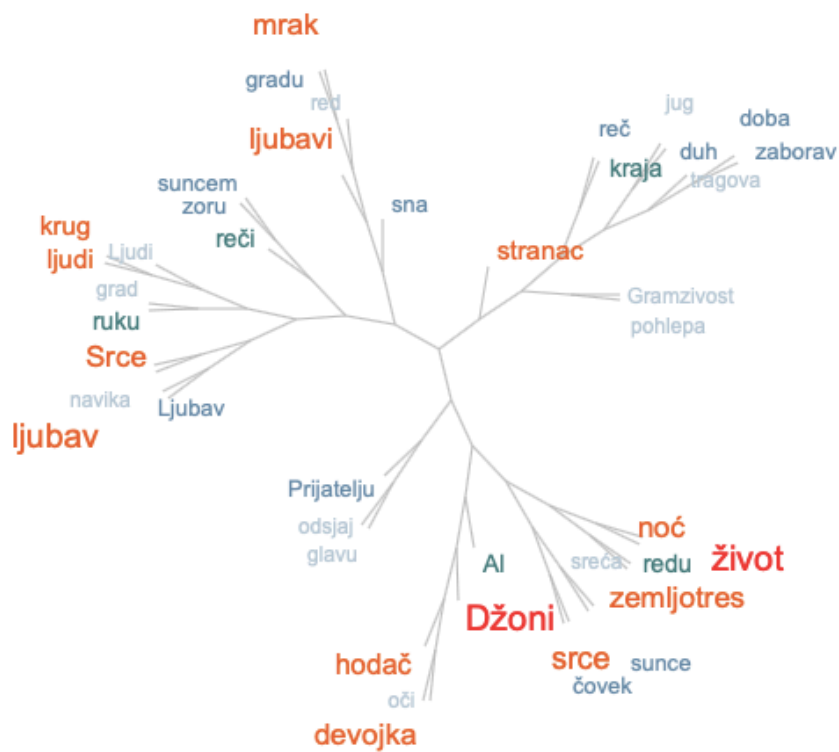 mrak
gradu
red
ljubavi
jug
doba
reč
duh
zaborav
kraja
tragova
suncem
zoru
sna
reči
krug
Ljudi
ljudi
stranac
grad
Gramzivost
ruku
pohlepa
Srce
navika
Ljubav
ljubav
Prijatelju
odsjaj
glavu
noć
Al
sreća
redu
život
zemljotres
Džoni
hodač
srce
sunce
čovek
oči
devojka